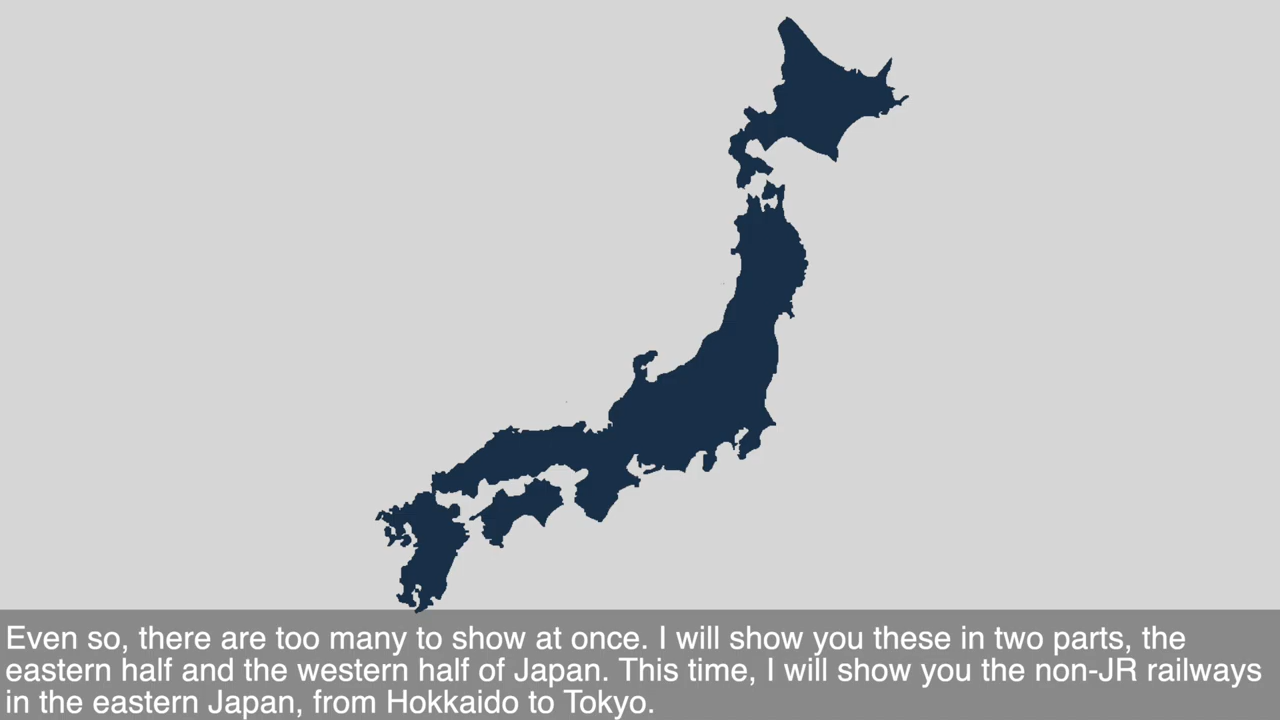 Even so, there are too many to show at once. I will show you these in two parts, the
eastern half and the western half of Japan. This time, I will show you the non-JR railways
in the eastern Japan, from Hokkaido to Tokyo.